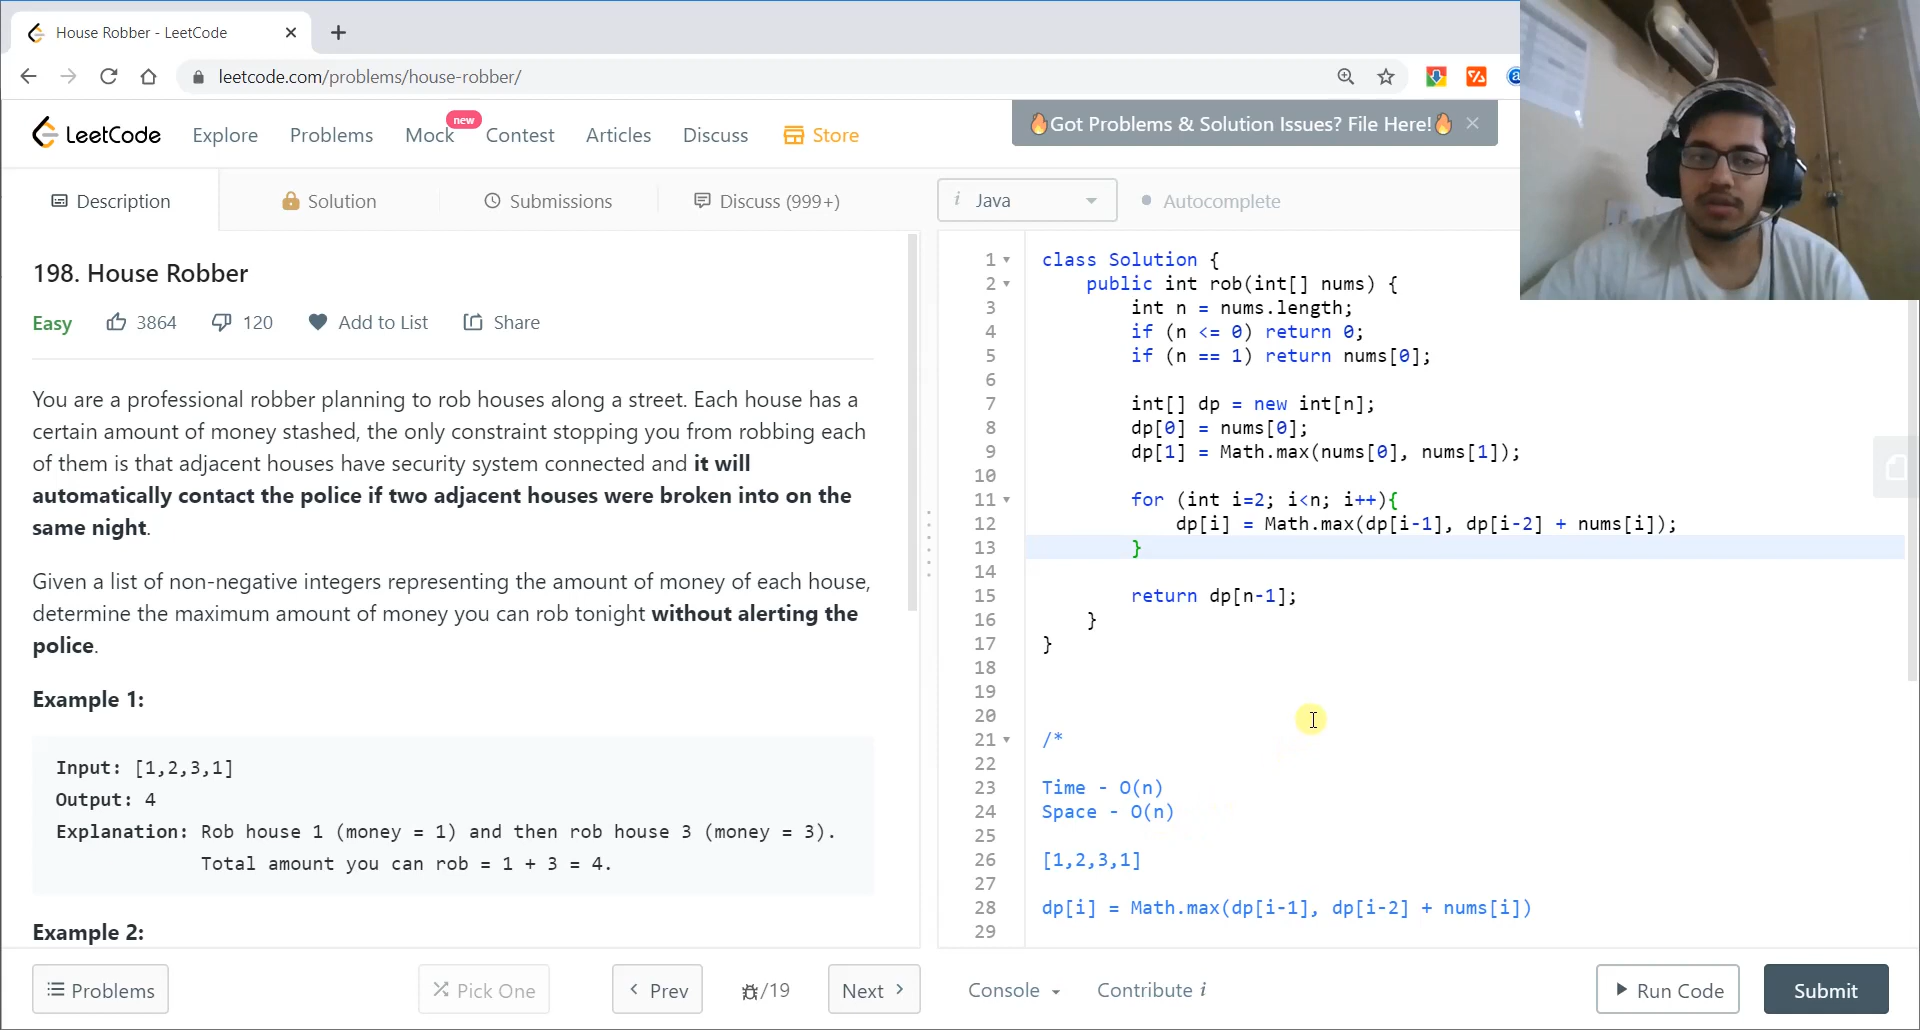 House Robber - LeetCode
leetcode.com/problems/house-robber/
LeetCode Explore Problems Mock new Contest Articles Discuss Store
🔥Got Problems & Solution Issues? File Here!🔥
Description Solution Submissions Discuss (999+)
198. House Robber
Easy 3864 120 Add to List Share
You are a professional robber planning to rob houses along a street. Each house has a
certain amount of money stashed, the only constraint stopping you from robbing each
of them is that adjacent houses have security system connected and it will
automatically contact the police if two adjacent houses were broken into on the
same night.
Given a list of non-negative integers representing the amount of money of each house,
determine the maximum amount of money you can rob tonight without alerting the
police.
Example 1:
Input: [1,2,3,1]
Output: 4
Explanation: Rob house 1 (money = 1) and then rob house 3 (money = 3).
Total amount you can rob = 1 + 3 = 4.
Example 2:
Problems Pick One Prev /19 Next
i Java Autocomplete
1 class Solution {
2 public int rob(int[] nums) {
3 int n = nums.length;
4 if (n <= 0) return 0;
5 if (n == 1) return nums[0];
6
7 int[] dp = new int[n];
8 dp[0] = nums[0];
9 dp[1] = Math.max(nums[0], nums[1]);
10
11 for (int i=2; i<n; i++){
12 dp[i] = Math.max(dp[i-1], dp[i-2] + nums[i]);
13 }
14
15 return dp[n-1];
16 }
17 }
18
19
20
21 /*
22
23 Time - O(n)
24 Space - O(n)
25
26 [1,2,3,1]
27
28 dp[i] = Math.max(dp[i-1], dp[i-2] + nums[i])
29
Console Contribute i Run Code Submit